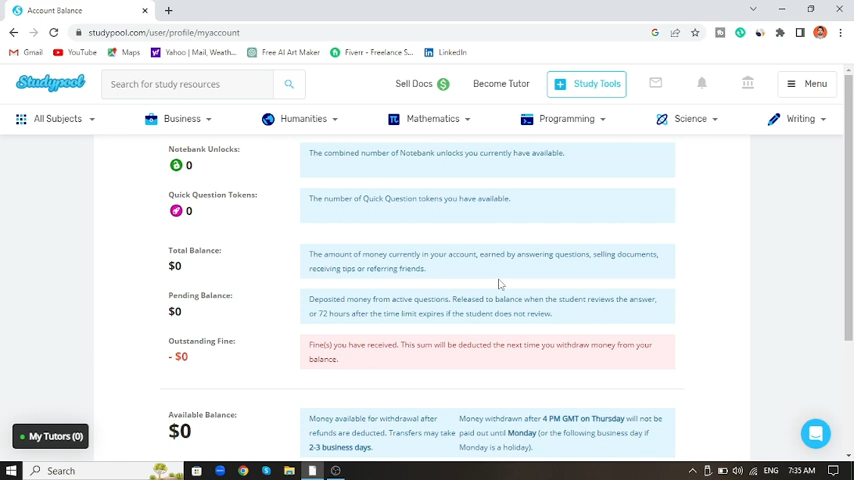 Account Balance
studypool.com/user/profile/myaccount
Gmail YouTube Maps Yahoo | Mail, Weath... Free AI Art Maker Fiverr - Freelance S... LinkedIn
Studypool Search for study resources Sell Docs $ Become Tutor Study Tools Menu
All Subjects Business Humanities Mathematics Programming Science Writing
Notebank Unlocks: The combined number of Notebank unlocks you currently have available.
0
Quick Question Tokens: The number of Quick Question tokens you have available.
0
Total Balance: The amount of money currently in your account, earned by answering questions, selling documents,
$0 receiving tips or referring friends.
Pending Balance: Deposited money from active questions. Released to balance when the student reviews the answer,
$0 or 72 hours after the time limit expires if the student does not review.
Outstanding Fine: Fine(s) you have received. This sum will be deducted the next time you withdraw money from your
- $0 balance.
Available Balance:
$0
Money available for withdrawal after
refunds are deducted. Transfers may take
2-3 business days.
Money withdrawn after 4 PM GMT on Thursday will not be
paid out until Monday (or the following business day if
Monday is a holiday).
My Tutors (0)
Search ENG 7:35 AM